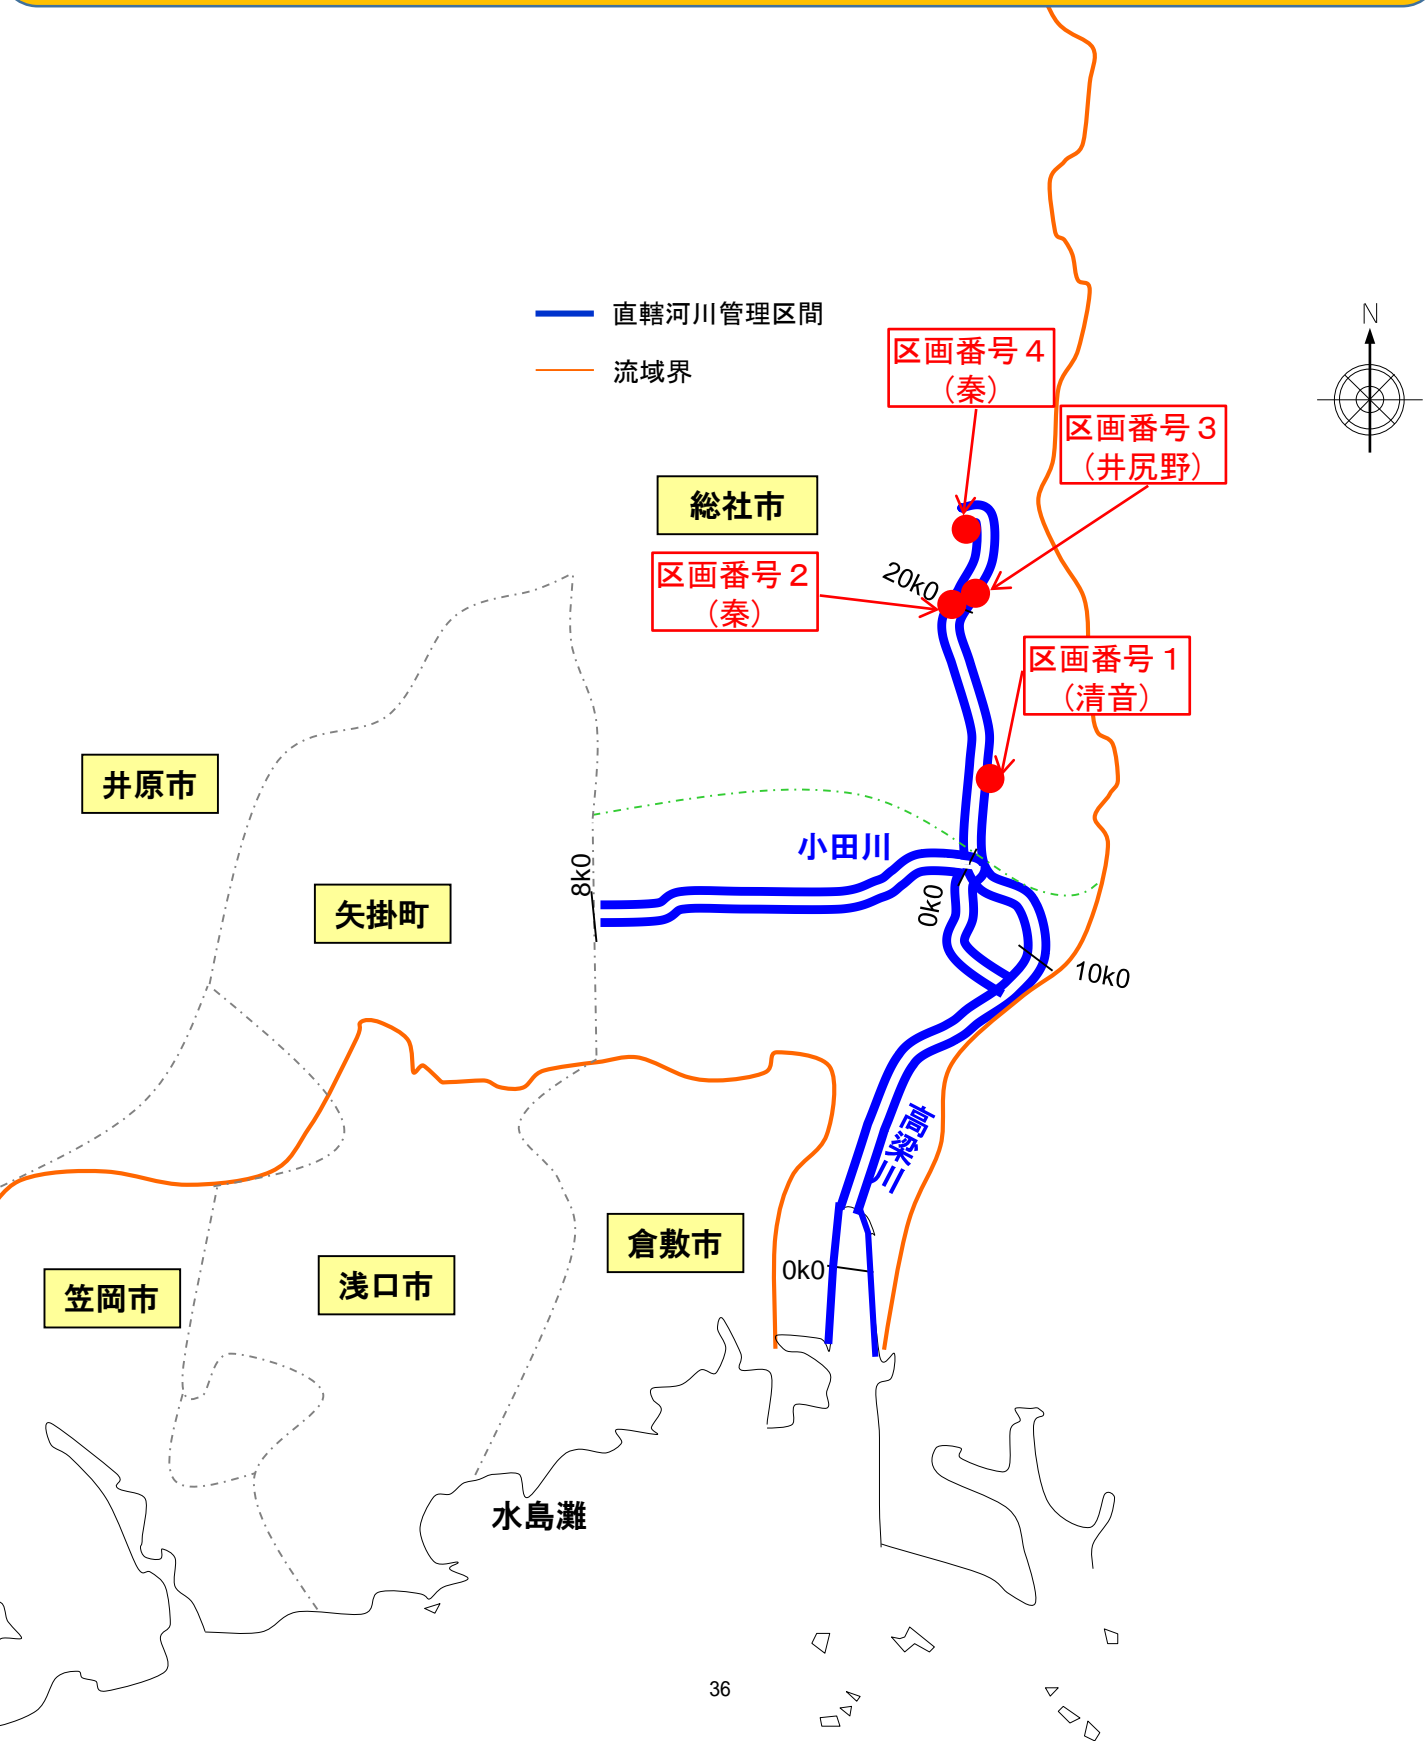 直轄河川管理区間
流域界
N
区画番号４
（秦）
区画番号３
（井尻野）
総社市
区画番号２
（秦）
20k0
区画番号１
（清音）
井原市
小田川
8k0
矢掛町
0k0
10k0
高梁川
倉敷市
0k0
浅口市
笠岡市
水島灘
36